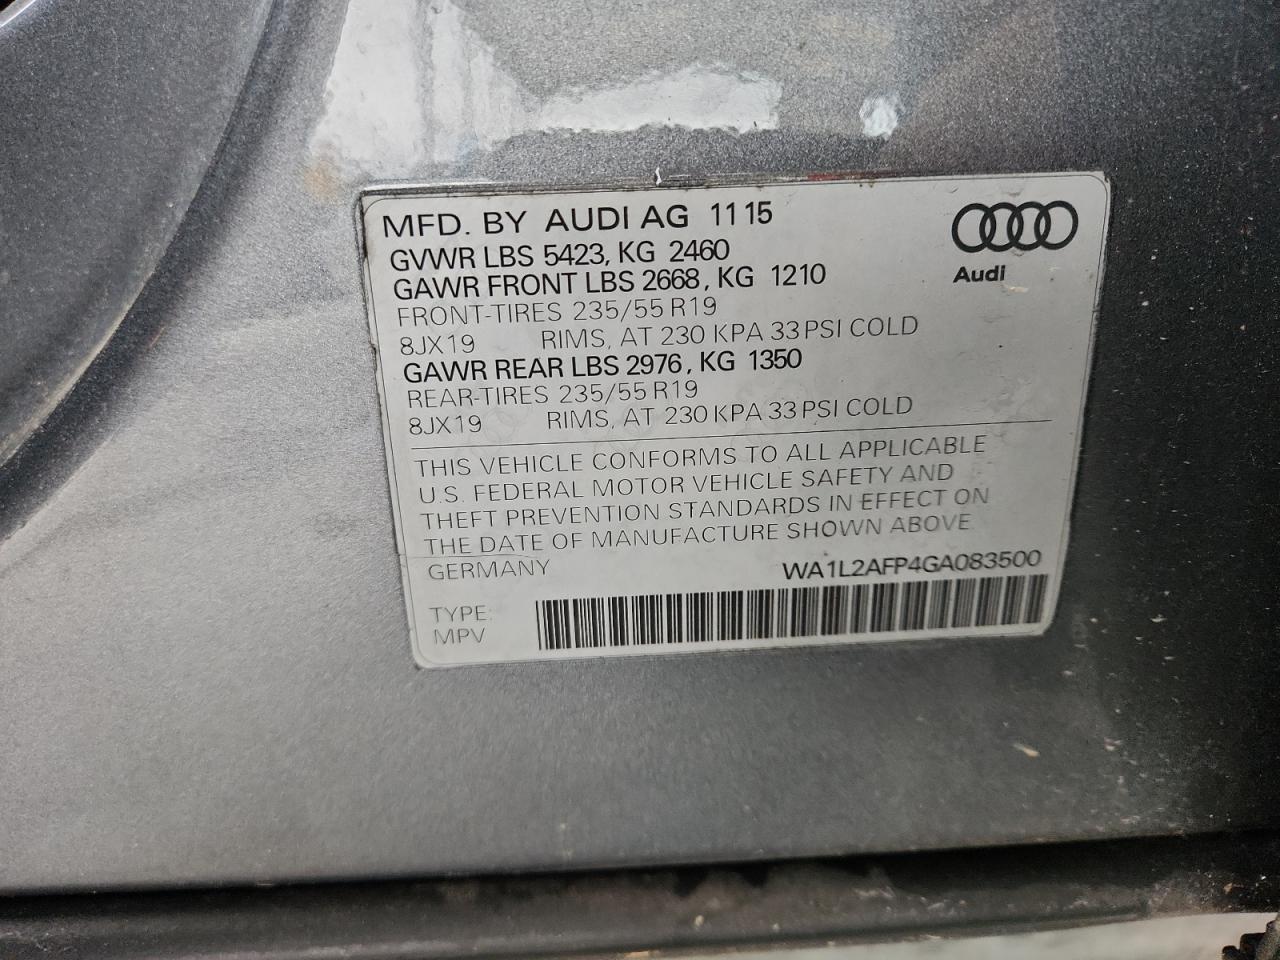 MFD. BY AUDI AG 11 15
GVWR LBS 5423, KG 2460
GAWR FRONT LBS 2668, KG 1210
FRONT-TIRES 235/55 R19
8JX19 RIMS, AT 230 KPA 33 PSI COLD
GAWR REAR LBS 2976, KG 1350
REAR-TIRES 235/55 R19
8JX19 RIMS, AT 230 KPA 33 PSI COLD
Audi
THIS VEHICLE CONFORMS TO ALL APPLICABLE
U.S. FEDERAL MOTOR VEHICLE SAFETY AND
THEFT PREVENTION STANDARDS IN EFFECT ON
THE DATE OF MANUFACTURE SHOWN ABOVE
GERMANY WA1L2AFP4GA083500
TYPE:
MPV